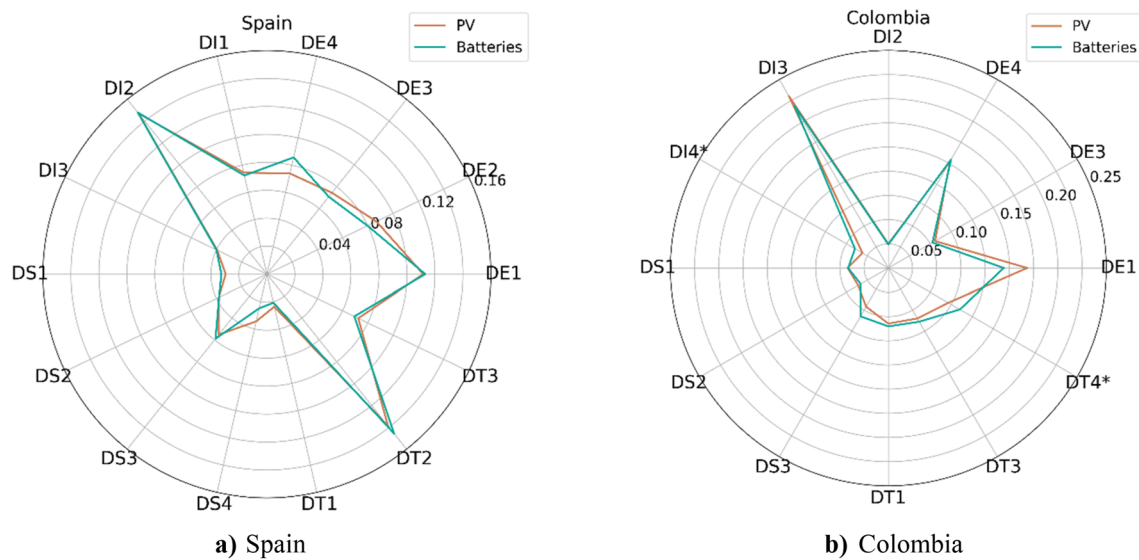 Spain
PV
Batteries
DI1
DE4
DI2
DE3
DI3
DE2
0.16
0.12
0.08
0.04
DS1
DE1
DS2
DT3
DS3
DT2
DS4
DT1
a) Spain
Colombia
PV
Batteries
DI2
DI3
DE4
DI4*
DE3
0.25
0.20
0.15
0.10
0.05
DS1
DE1
DS2
DT4*
DS3
DT3
DT1
b) Colombia